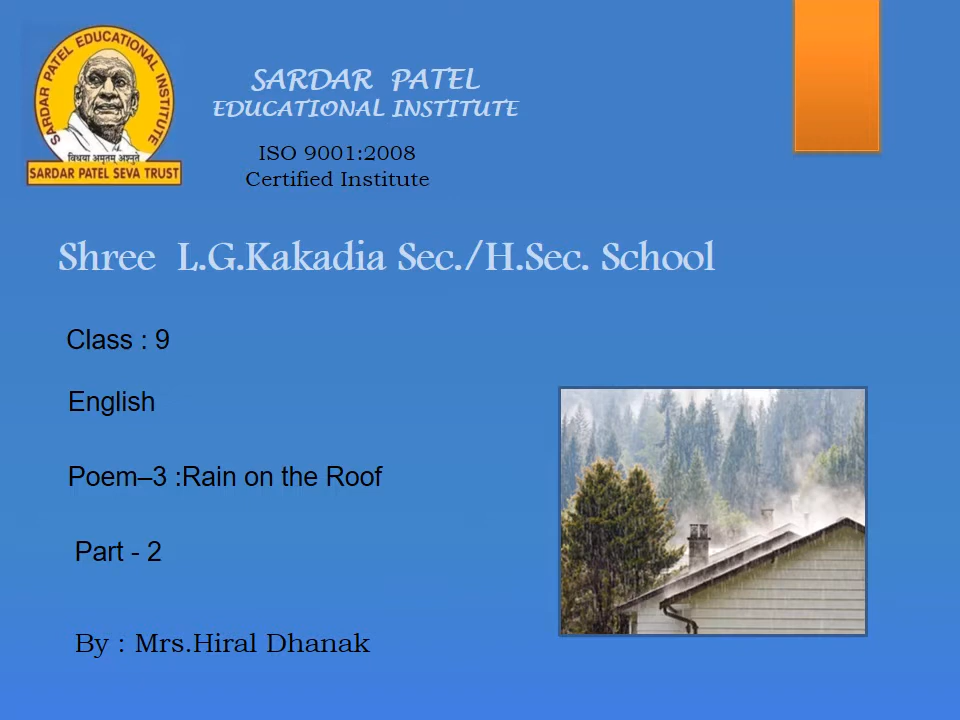 SARDAR PATEL EDUCATIONAL INSTITUTE
विद्यया अमृतम् अश्नुते
SARDAR PATEL SEVA TRUST
SARDAR PATEL
EDUCATIONAL INSTITUTE
ISO 9001:2008
Certified Institute
Shree L.G.Kakadia Sec./H.Sec. School
Class : 9
English
Poem–3 :Rain on the Roof
Part - 2
By : Mrs.Hiral Dhanak